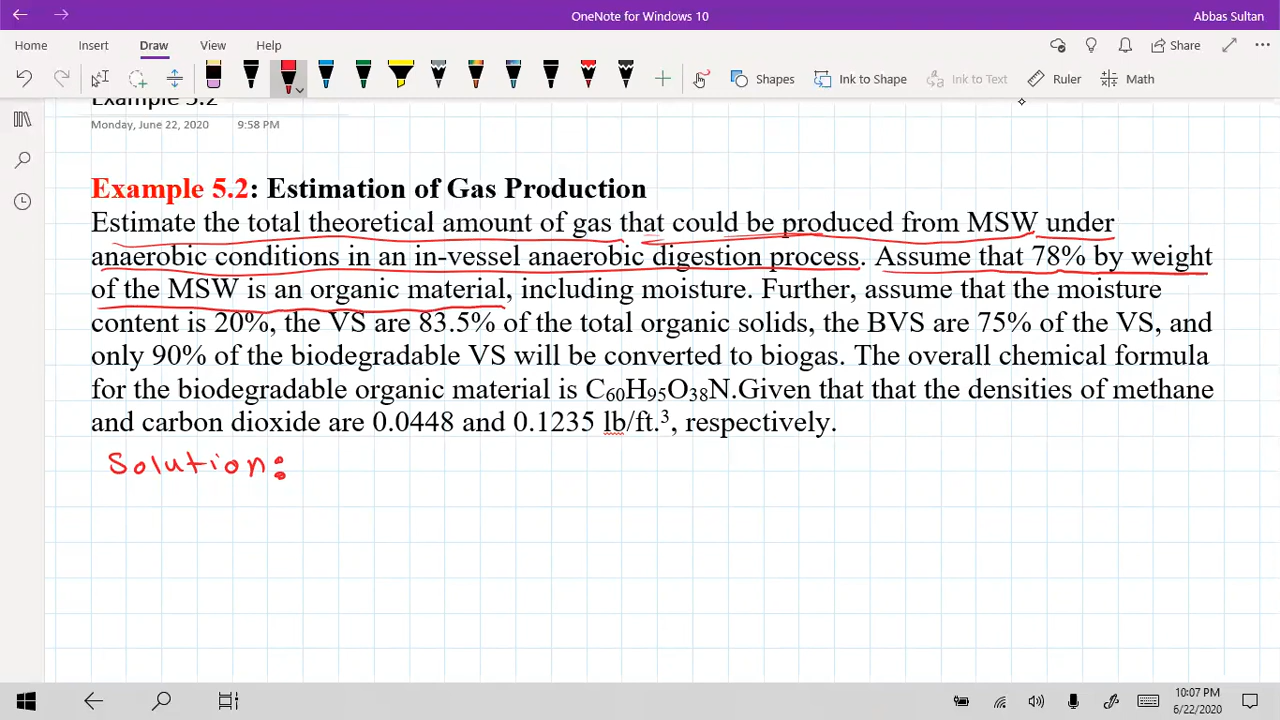 OneNote for Windows 10
Abbas Sultan
Home Insert Draw View Help
Share
Shapes Ink to Shape Ink to Text Ruler Math
Example 5.2
Monday, June 22, 2020 9:58 PM
Example 5.2: Estimation of Gas Production
Estimate the total theoretical amount of gas that could be produced from MSW under
anaerobic conditions in an in-vessel anaerobic digestion process. Assume that 78% by weight
of the MSW is an organic material, including moisture. Further, assume that the moisture
content is 20%, the VS are 83.5% of the total organic solids, the BVS are 75% of the VS, and
only 90% of the biodegradable VS will be converted to biogas. The overall chemical formula
for the biodegradable organic material is C₆₀H₉₅O₃₈N.Given that that the densities of methane
and carbon dioxide are 0.0448 and 0.1235 lb/ft.³, respectively.
Solution:
10:07 PM
6/22/2020